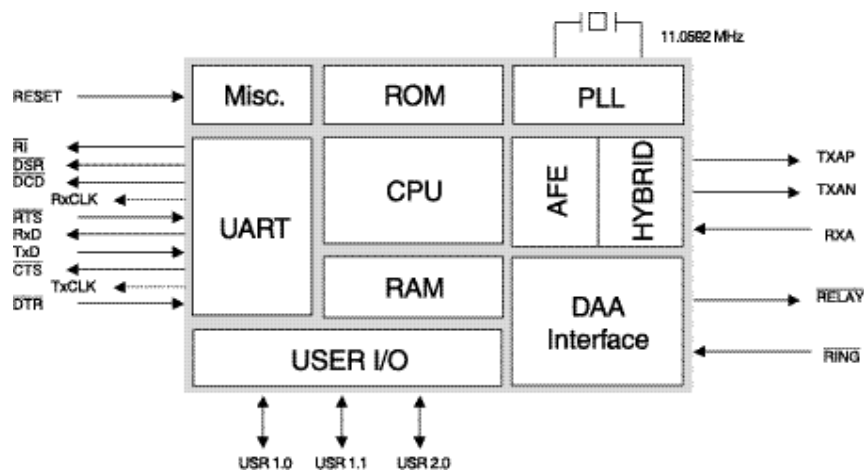 11.0592 MHz
RESET
Misc.
ROM
PLL
RI
DSR
DCD
RxCLK
RTS
RxD
TxD
CTS
TxCLK
DTR
UART
CPU
RAM
AFE
HYBRID
TXAP
TXAN
RXA
DAA
Interface
RELAY
RING
USER I/O
USR 1.0
USR 1.1
USR 2.0